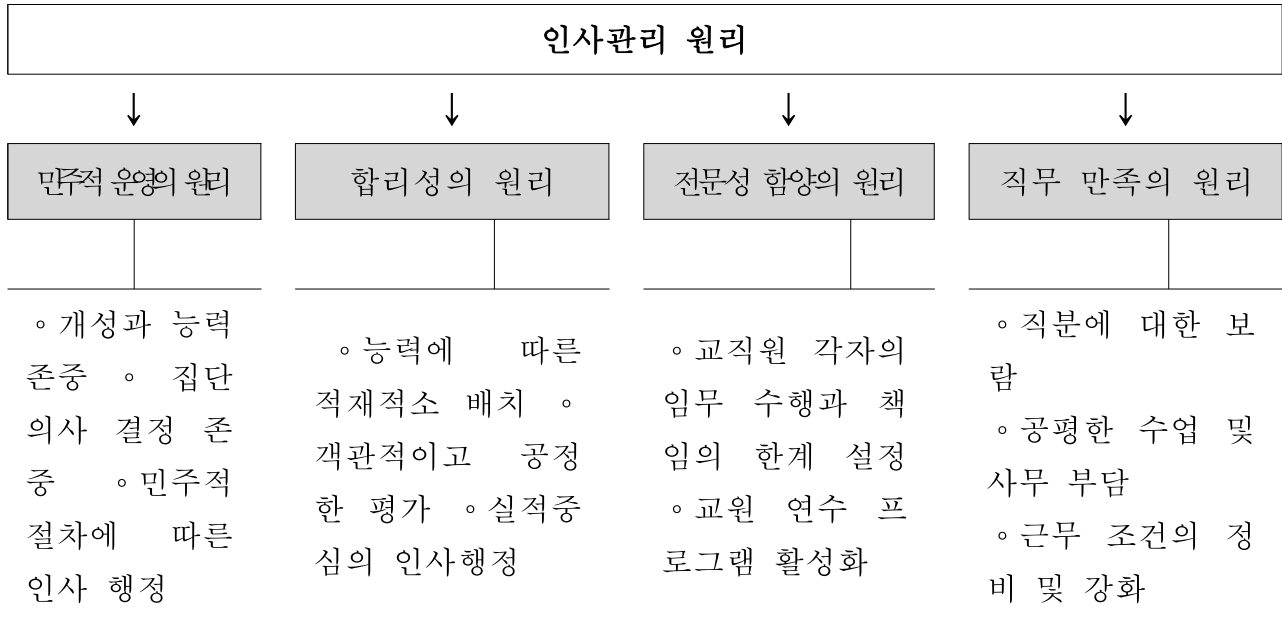 인사관리 원리
↓ ↓ ↓ ↓
민주적 운영의 원리
합리성의 원리
전문성 함양의 원리
직무 만족의 원리
◦개성과 능력
존중 ◦ 집단
의사 결정 존
중 ◦민주적
절차에 따른
인사 행정
◦능력에 따른
적재적소 배치 ◦
객관적이고 공정
한 평가 ◦실적중
심의 인사행정
◦교직원 각자의
임무 수행과 책
임의 한계 설정
◦교원 연수 프
로그램 활성화
◦직분에 대한 보
람
◦공평한 수업 및
사무 부담
◦근무 조건의 정
비 및 강화